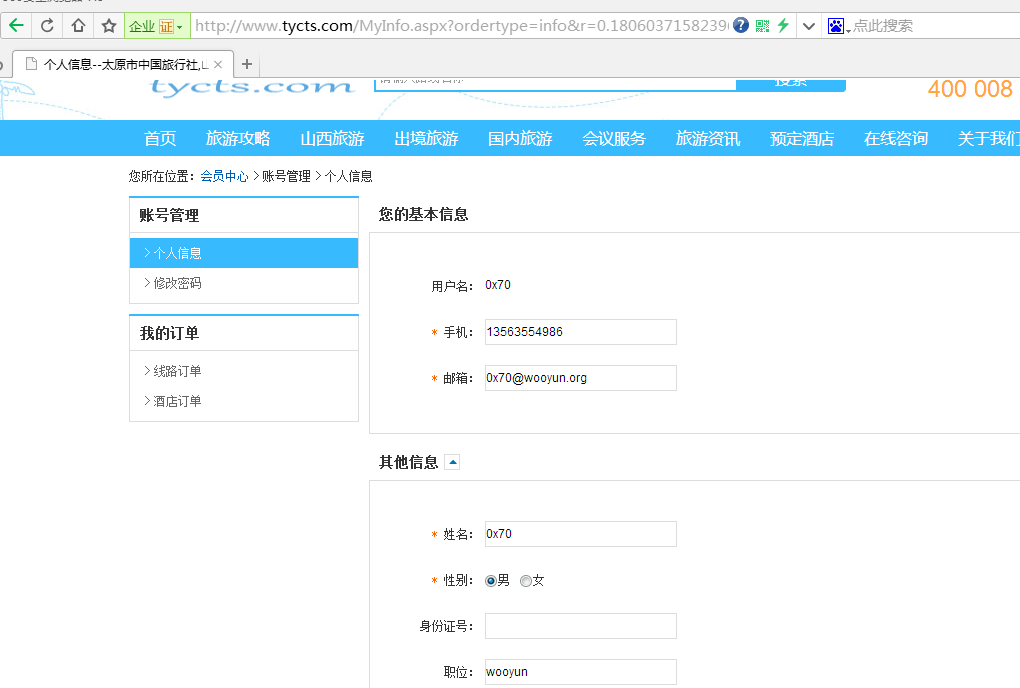 企业 证 http://www.tycts.com/MyInfo.aspx?ordertype=info&r=0.1806037158239 点此搜索
个人信息--太原市中国旅行社,山
tycts.com
搜索
400 008
首页 旅游攻略 山西旅游 出境旅游 国内旅游 会议服务 旅游资讯 预定酒店 在线咨询 关于我们
您所在位置：会员中心 > 账号管理 > 个人信息
账号管理
> 个人信息
> 修改密码
我的订单
> 线路订单
> 酒店订单
您的基本信息
用户名： 0x70
* 手机： 13563554986
* 邮箱： 0x70@wooyun.org
其他信息
* 姓名： 0x70
* 性别： 男 女
身份证号：
职位： wooyun